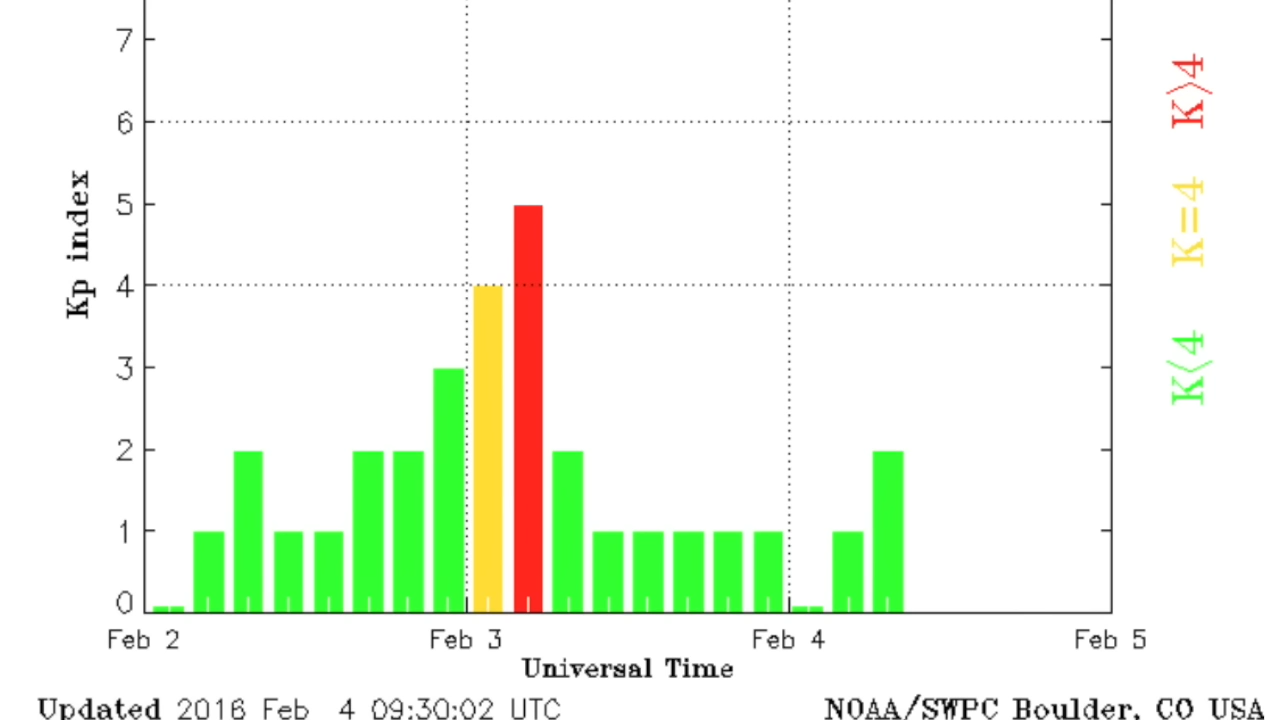 7
6
5
4
3
2
1
0
Kp index
K<4 K=4 K>4
Feb 2 Feb 3 Feb 4 Feb 5
Universal Time
Updated 2016 Feb 4 09:30:02 UTC
NOAA/SWPC Boulder, CO USA